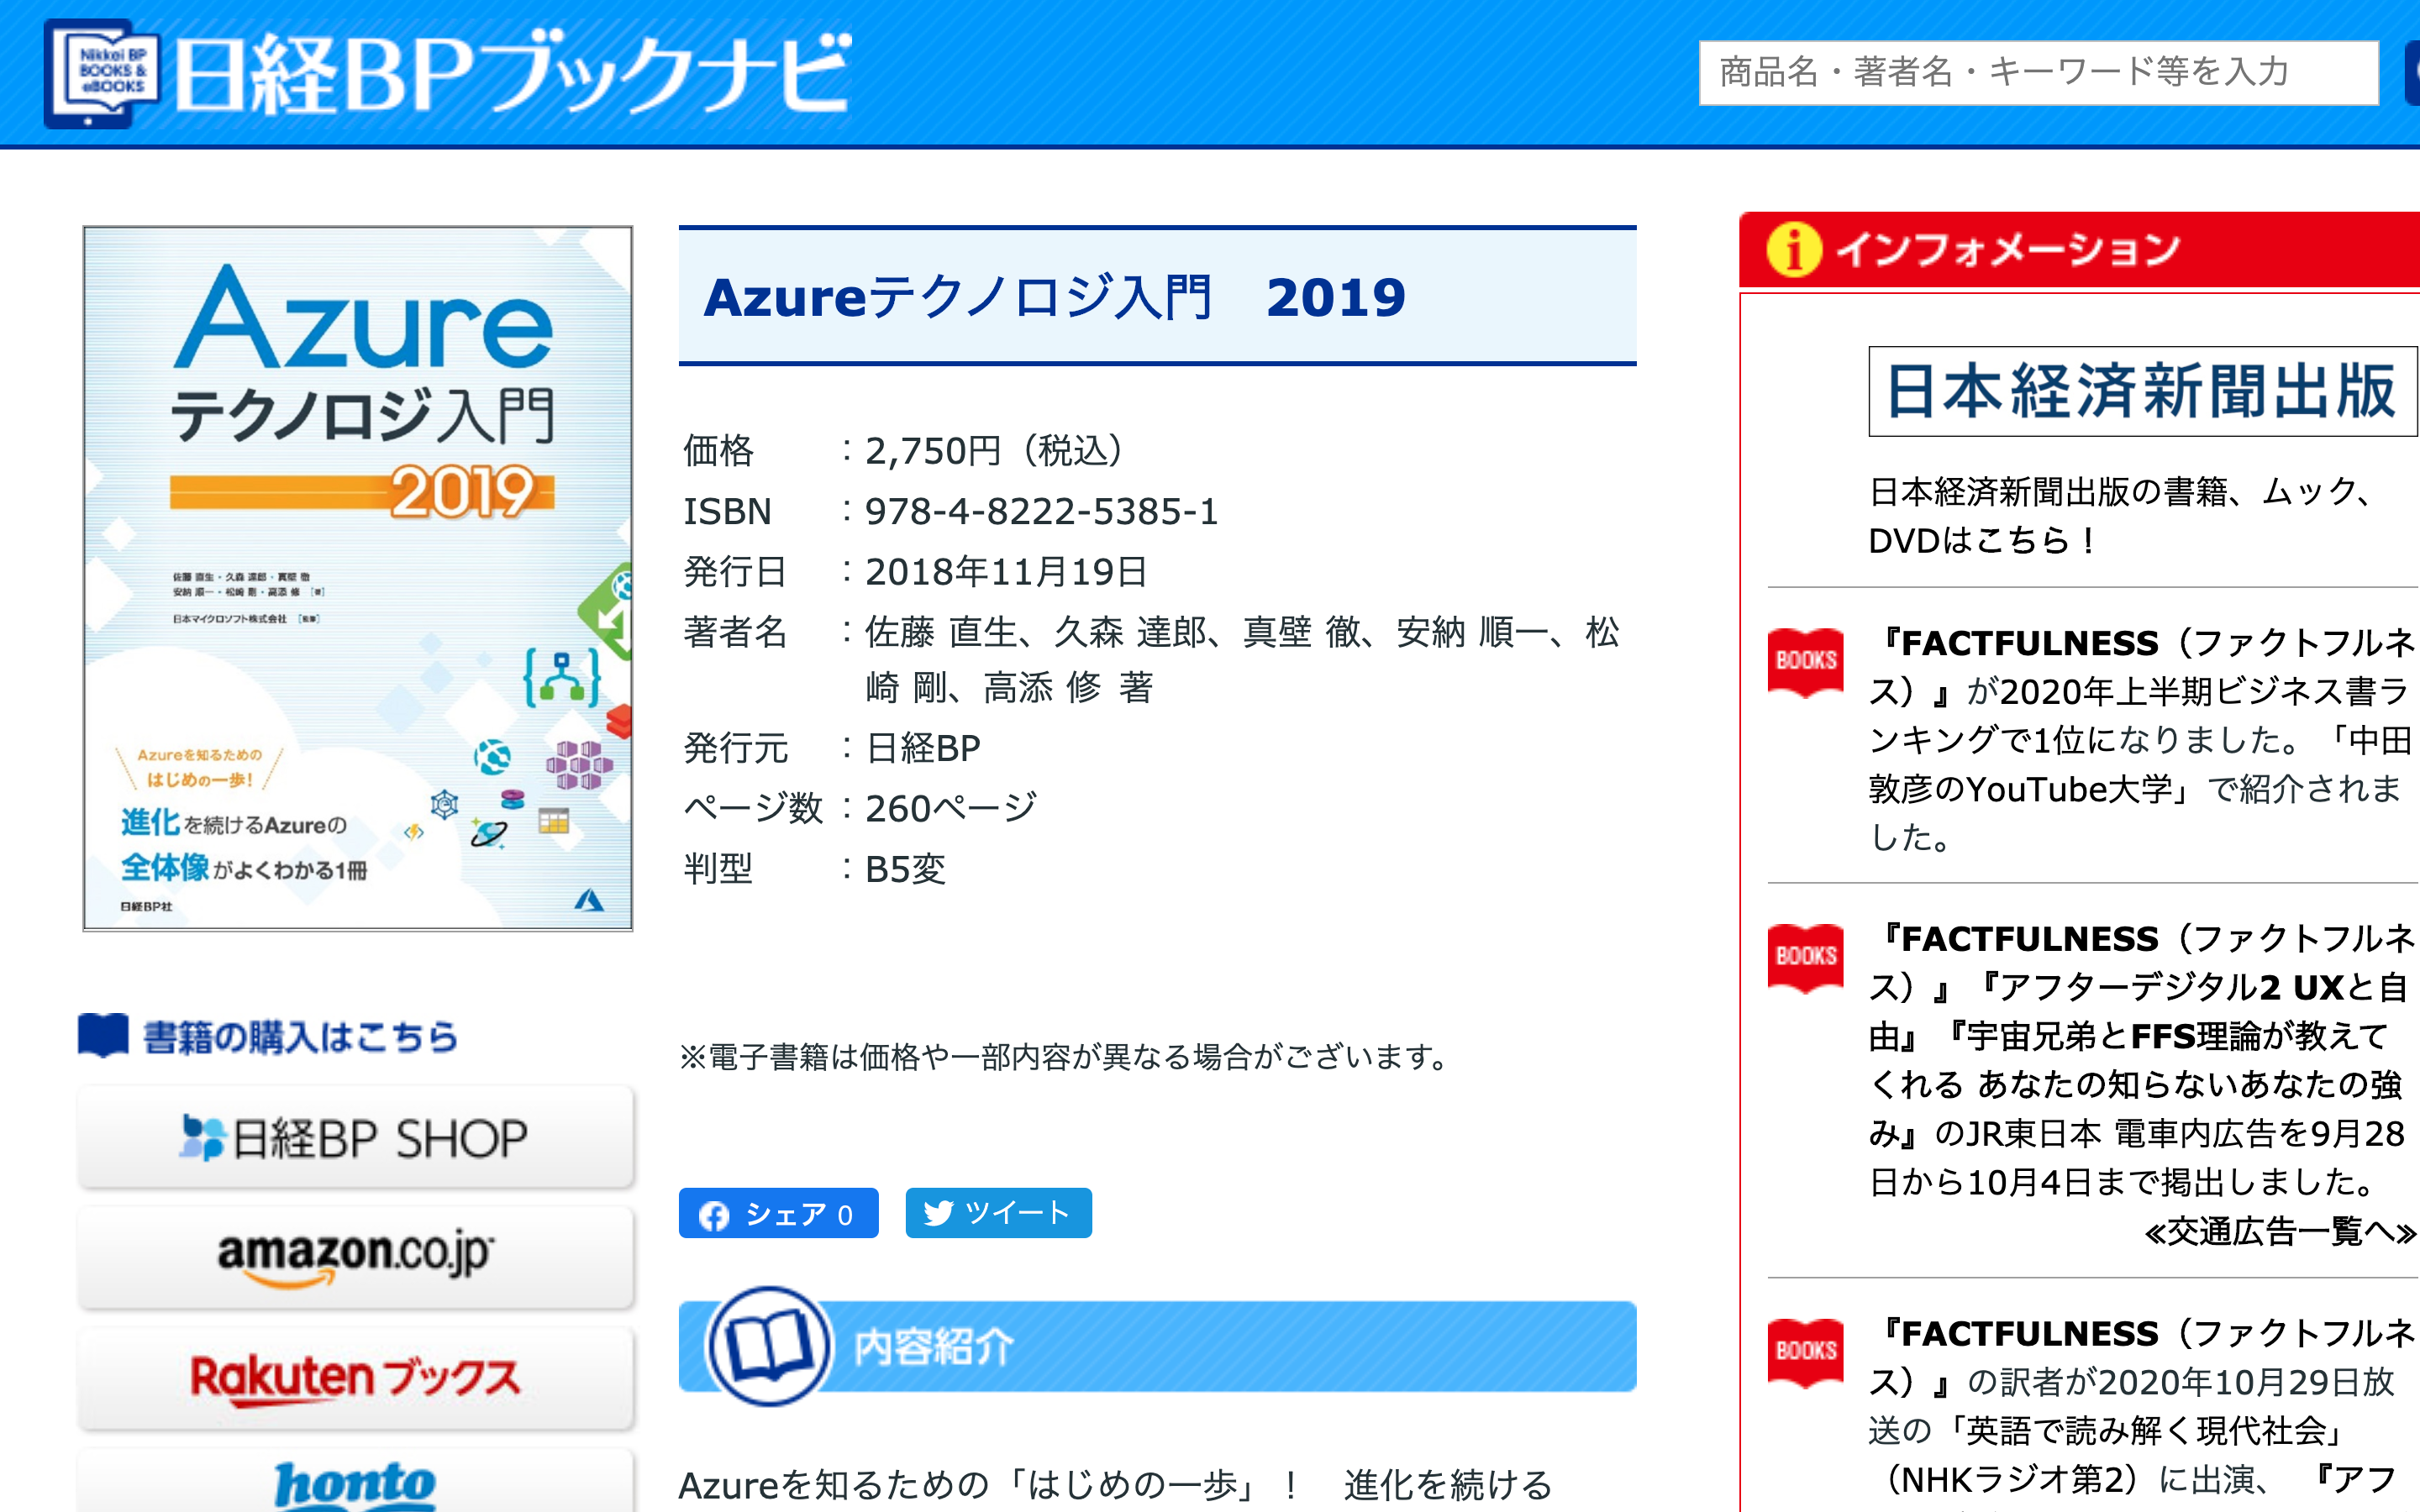 Nikkei BP
BOOKS &
eBOOKS
日経BPブックナビ
商品名・著者名・キーワード等を入力
Azure
テクノロジ入門
2019
佐藤 直生・久森 達郎・真壁 徹
安納 順一・松崎 剛・高添 修 [著]
日本マイクロソフト株式会社 [監修]
Azureを知るための
はじめの一歩!
進化を続けるAzureの
全体像がよくわかる1冊
日経BP社
書籍の購入はこちら
日経BP SHOP
amazon.co.jp
Rakuten ブックス
honto
Azureテクノロジ入門　2019
価格：2,750円（税込）
ISBN：978-4-8222-5385-1
発行日：2018年11月19日
著者名：佐藤 直生、久森 達郎、真壁 徹、安納 順一、松
崎 剛、高添 修 著
発行元：日経BP
ページ数：260ページ
判型：B5変
※電子書籍は価格や一部内容が異なる場合がございます。
シェア 0
ツイート
内容紹介
Azureを知るための「はじめの一歩」！　進化を続ける
インフォメーション
日本経済新聞出版
日本経済新聞出版の書籍、ムック、
DVDはこちら！
BOOKS
『FACTFULNESS（ファクトフルネ
ス）』が2020年上半期ビジネス書ラ
ンキングで1位になりました。「中田
敦彦のYouTube大学」で紹介されま
した。
BOOKS
『FACTFULNESS（ファクトフルネ
ス）』『アフターデジタル2 UXと自
由』『宇宙兄弟とFFS理論が教えて
くれる あなたの知らないあなたの強
み』のJR東日本 電車内広告を9月28
日から10月4日まで掲出しました。
≪交通広告一覧へ≫
BOOKS
『FACTFULNESS（ファクトフルネ
ス）』の訳者が2020年10月29日放
送の「英語で読み解く現代社会」
（NHKラジオ第2）に出演、『アフ